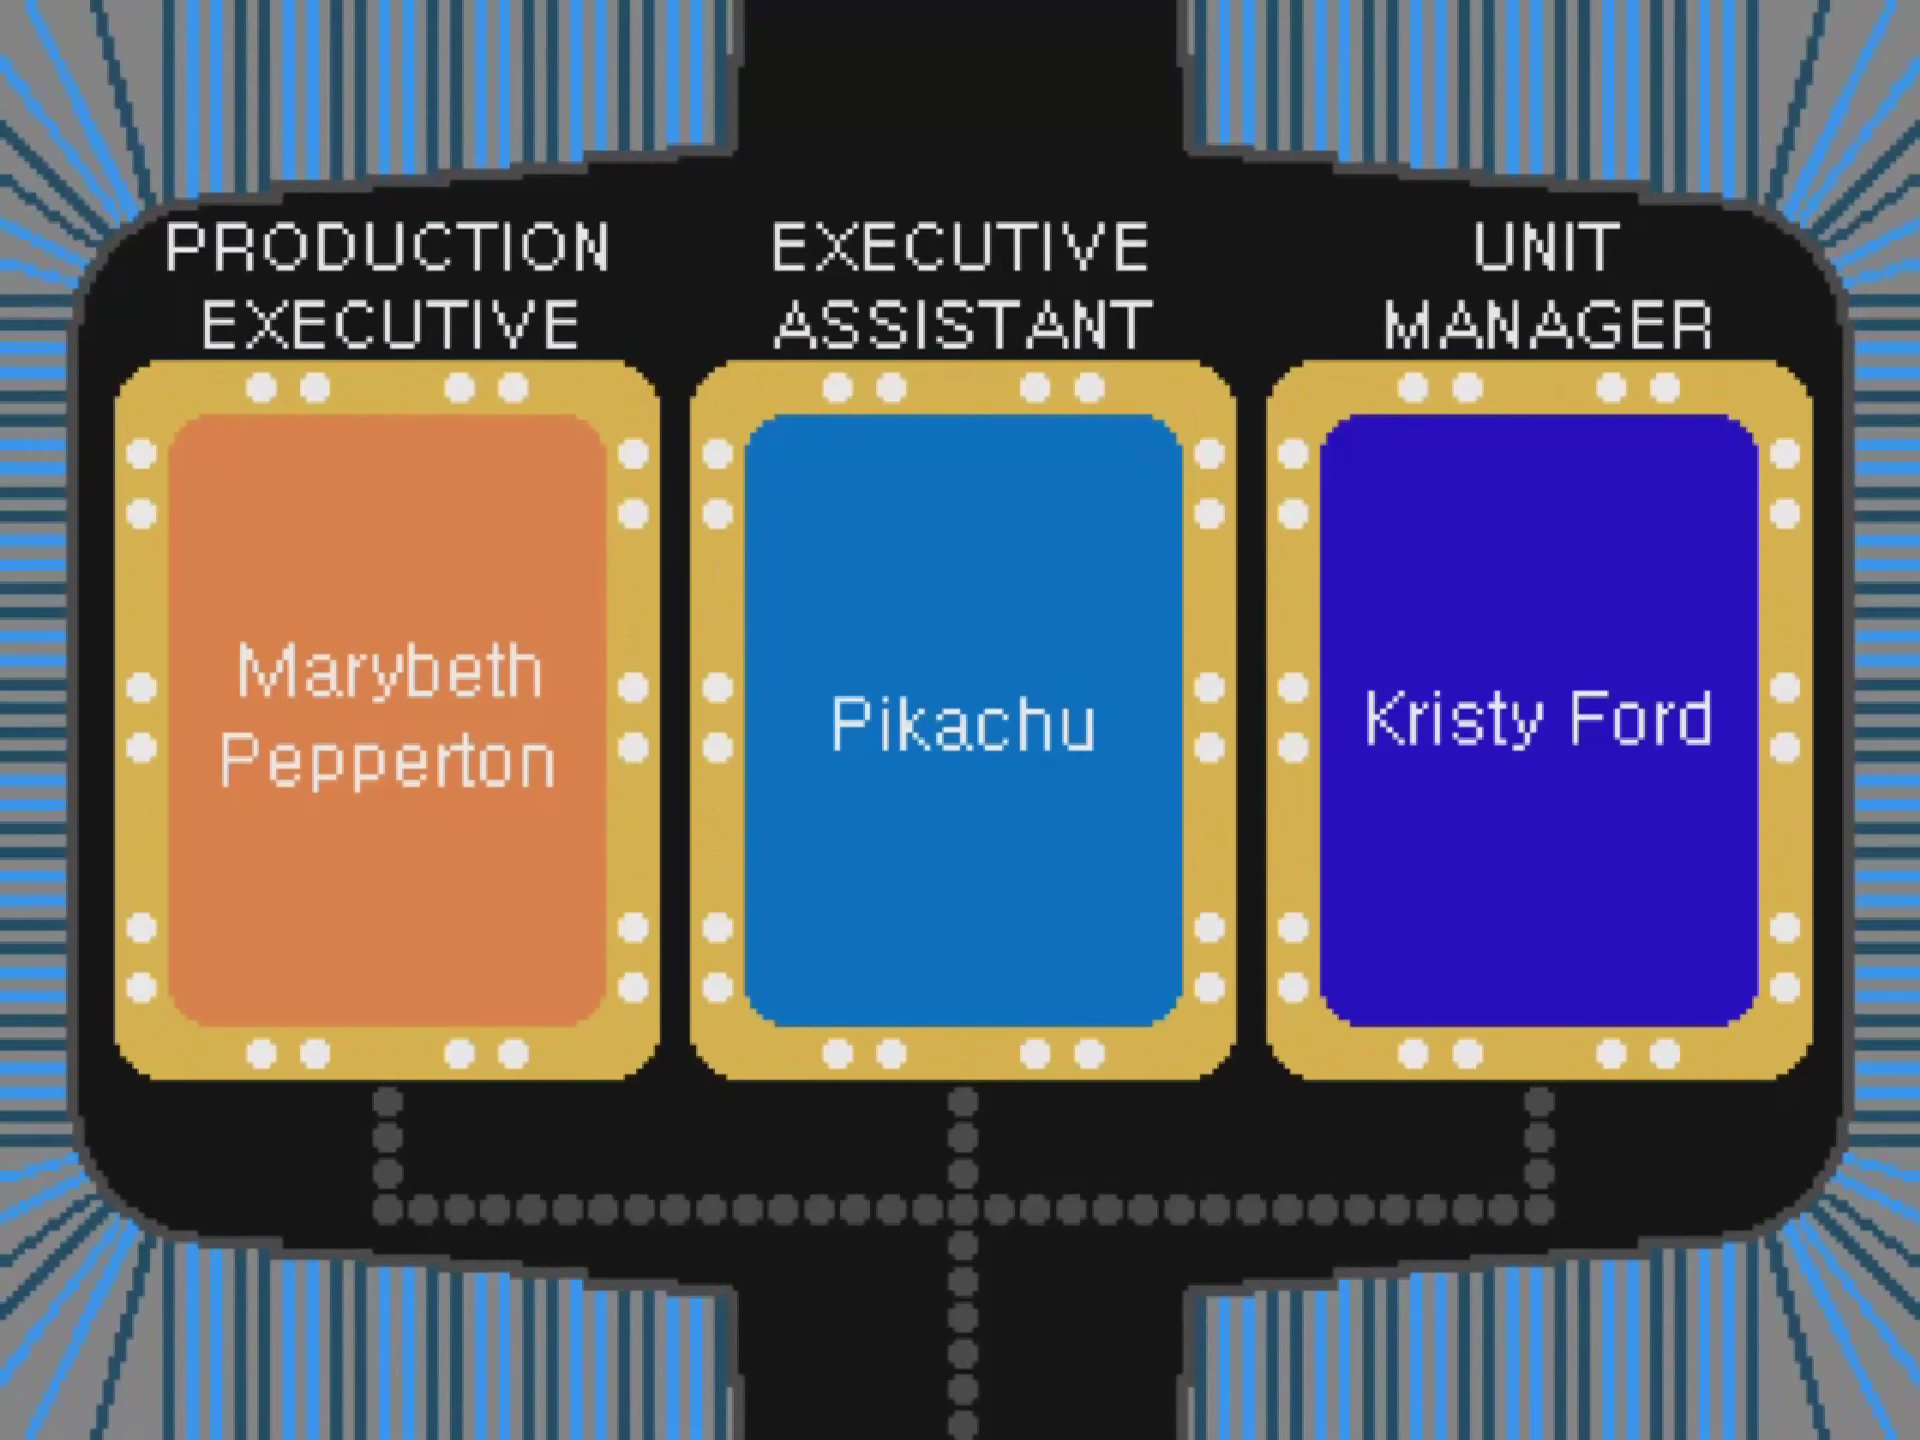 PRODUCTION
EXECUTIVE
Marybeth
Pepperton
EXECUTIVE
ASSISTANT
Pikachu
UNIT
MANAGER
Kristy Ford